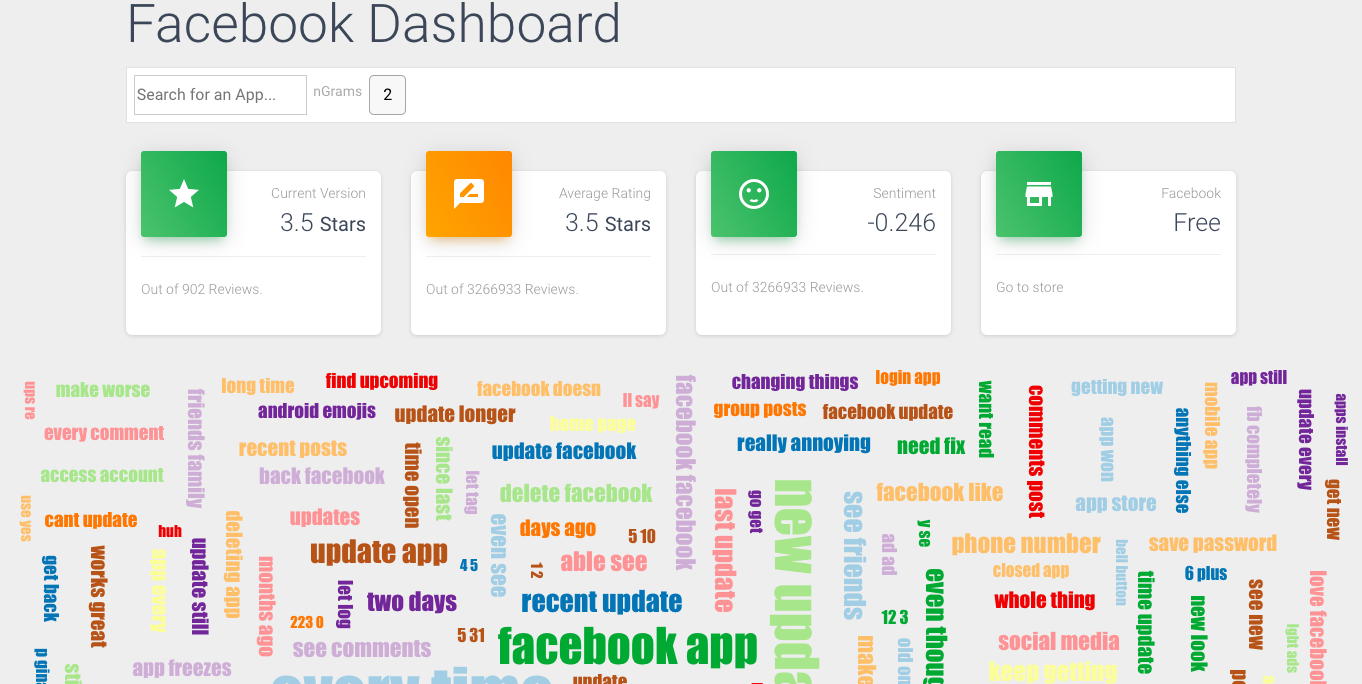 Facebook Dashboard
Search for an App...
nGrams
2
Current Version
3.5 Stars
Out of 902 Reviews.
Average Rating
3.5 Stars
Out of 3266933 Reviews.
Sentiment
-0.246
Out of 3266933 Reviews.
Facebook
Free
Go to store
ups re
make worse
friends family
long time
find upcoming
android emojis
update longer
facebook doesn
home page
ll say
facebook facebook
changing things
group posts
login app
facebook update
want read
comments post
getting new
mobile app
app still
update every
apps install
every comment
recent posts
back facebook
time open
since last
update facebook
really annoying
need fix
app won
anything else
fix completely
access account
let tag
delete facebook
last update
go get
new upda
see friends
facebook like
app store
get new
use yes
cant update
huh
deleting app
updates
even see
days ago
5 10
y se
ad ad
phone number
save password
get back
works great
app every
update still
months ago
update app
4 5
1 2
able see
closed app
bell button
6 plus
let log
two days
recent update
even thoug
whole thing
time update
new look
see new
love facebook
223 0
5 31
see comments
facebook app
12 3
make
old on
social media
lght ads
p gina
app freezes
every time
update
keep getting